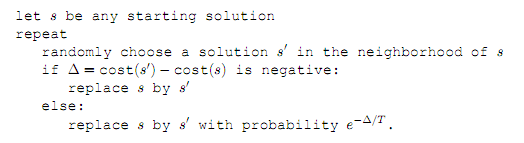 let s be any starting solution
repeat
randomly choose a solution s′ in the neighborhood of s
if Δ = cost(s′) − cost(s) is negative:
replace s by s′
else:
replace s by s′ with probability e^{−Δ/T}.